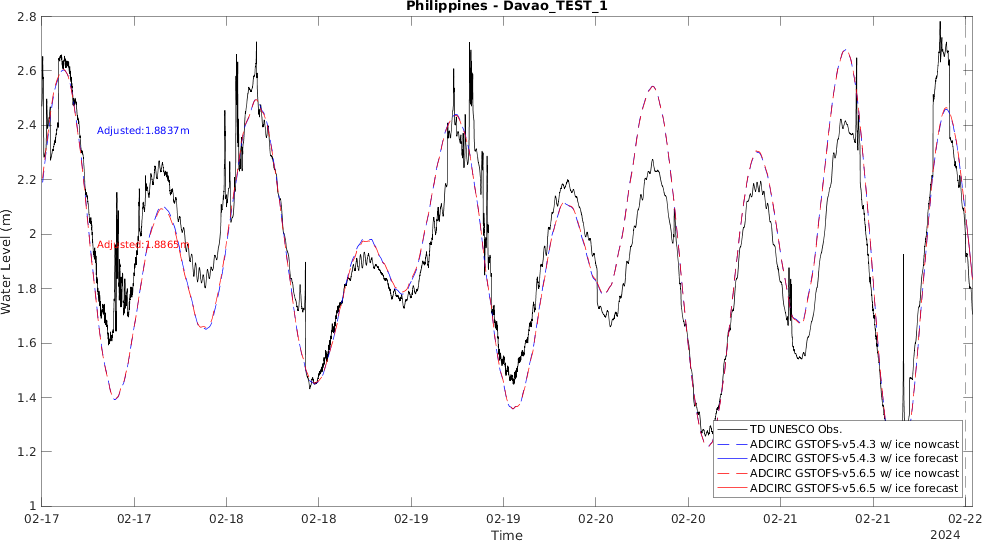 Philippines - Davao_TEST_1
2.8
2.6
2.4
2.2
2
1.8
1.6
1.4
1.2
1
Water Level (m)
Adjusted:1.8837m
Adjusted:1.8865m
TD UNESCO Obs.
ADCIRC GSTOFS-v5.4.3 w/ ice nowcast
ADCIRC GSTOFS-v5.4.3 w/ ice forecast
ADCIRC GSTOFS-v5.6.5 w/ ice nowcast
ADCIRC GSTOFS-v5.6.5 w/ ice forecast
02-17 02-17 02-18 02-18 02-19 02-19 02-20 02-20 02-21 02-21 02-22
Time
2024